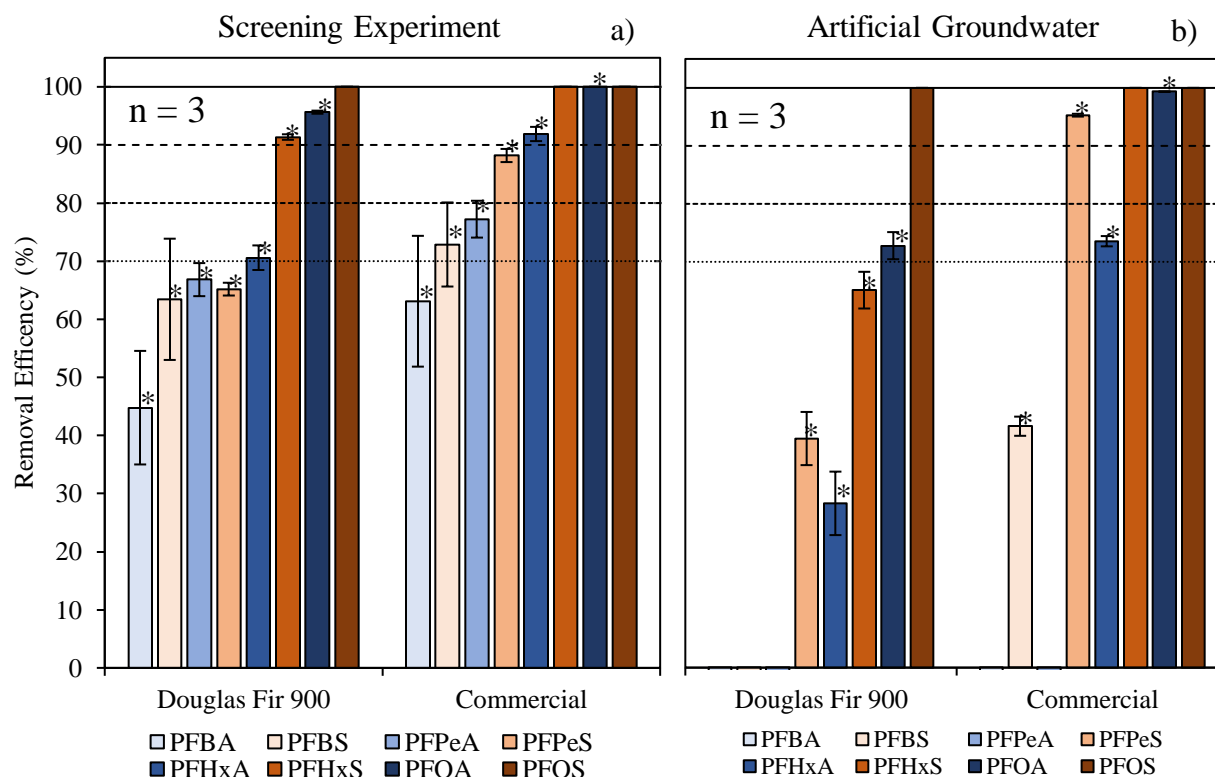 Screening Experiment
a)
Artificial Groundwater
b)
Removal Efficency (%)
100
90
80
70
60
50
40
30
20
10
0
n = 3
* * * * * * *
* * * * *
n = 3
* * * *
* * * *
Douglas Fir 900 Commercial
Douglas Fir 900 Commercial
PFBA PFBS PFPeA PFPeS
PFHxA PFHxS PFOA PFOS
PFBA PFBS PFPeA PFPeS
PFHxA PFHxS PFOA PFOS